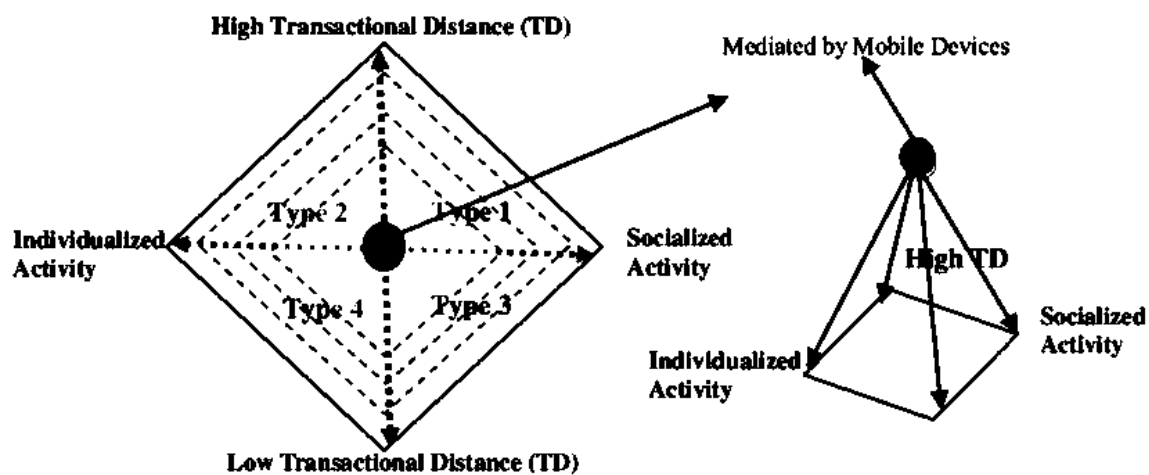 High Transactional Distance (TD)
Mediated by Mobile Devices
Type 2
Type 1
Individualized
Activity
Socialized
Activity
High TD
Type 4
Type 3
Socialized
Activity
Individualized
Activity
Low Transactional Distance (TD)